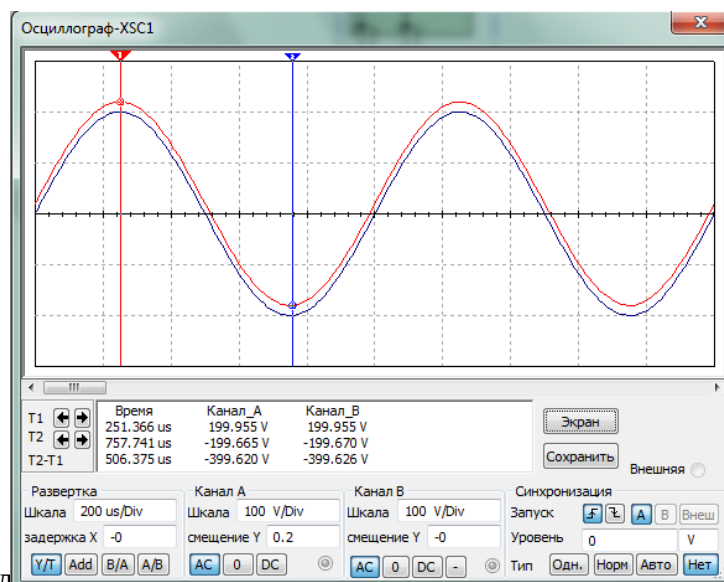 Осциллограф-XSC1
1 2
Время Канал_A Канал_B
T1 251.366 us 199.955 V 199.955 V
T2 757.741 us -199.665 V -199.670 V
T2-T1 506.375 us -399.620 V -399.626 V
Экран
Сохранить
Внешняя
Развертка Канал A Канал B Синхронизация
Шкала 200 us/Div Шкала 100 V/Div Шкала 100 V/Div Запуск A B Внеш
задержка X -0 смещение Y 0.2 смещение Y -0 Уровень 0 V
Y/T Add B/A A/B AC 0 DC AC 0 DC - Тип Одн. Норм Авто Нет